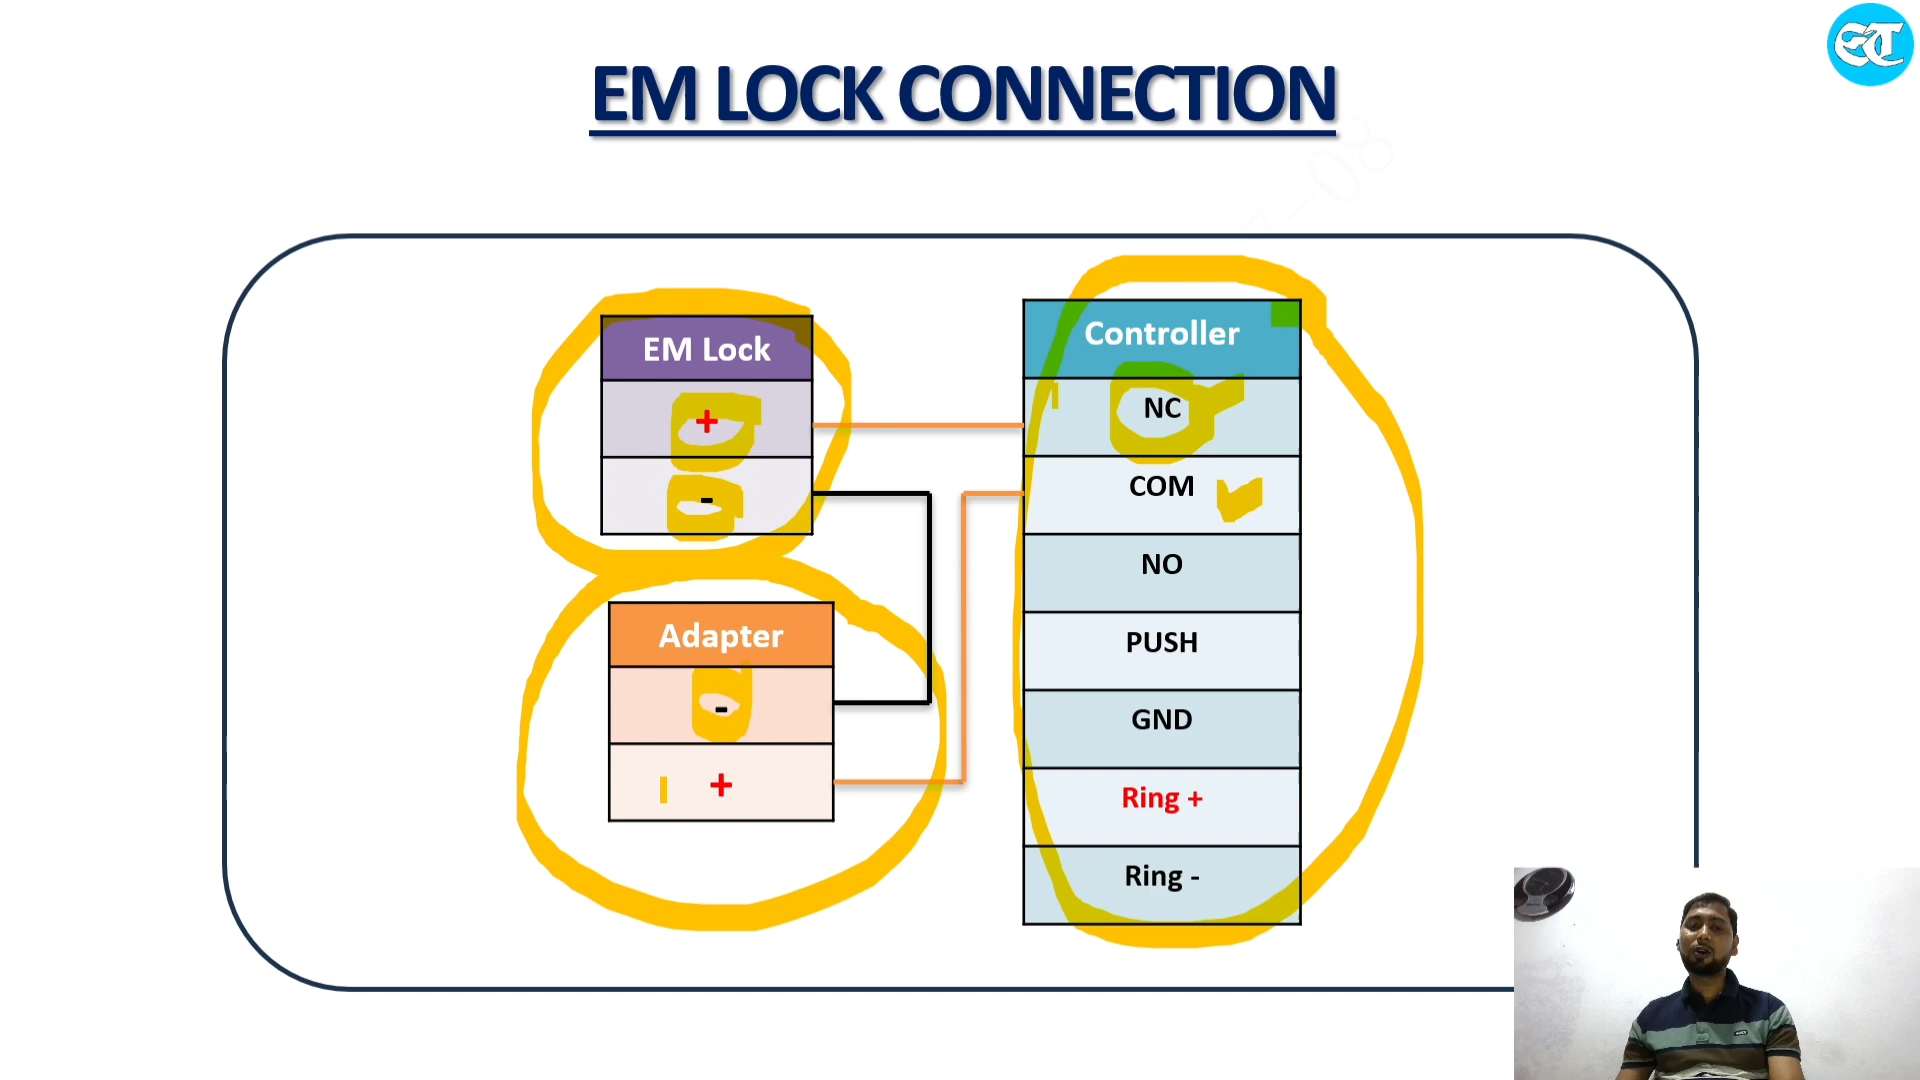 EM LOCK CONNECTION
EM Lock
+
-
Adapter
-
+
Controller
NC
COM
NO
PUSH
GND
Ring +
Ring -